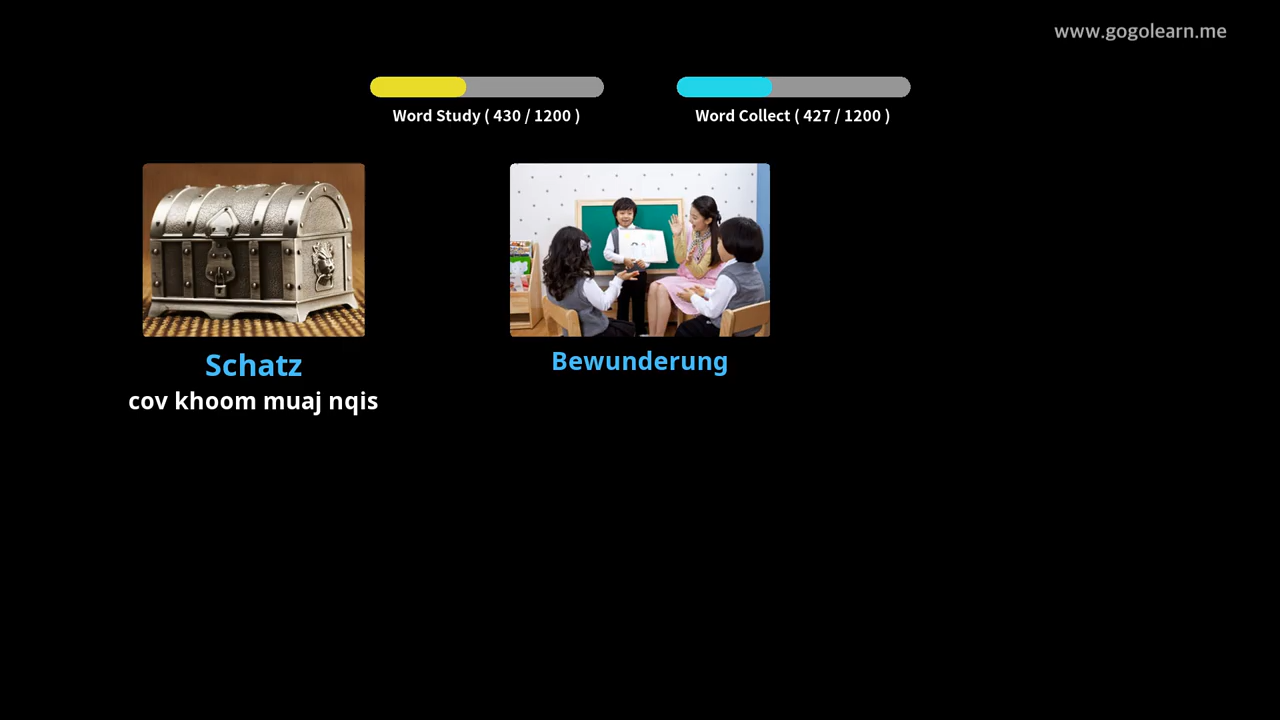 www.gogolearn.me
Word Study ( 430 / 1200 )
Word Collect ( 427 / 1200 )
Schatz
cov khoom muaj nqis
Bewunderung